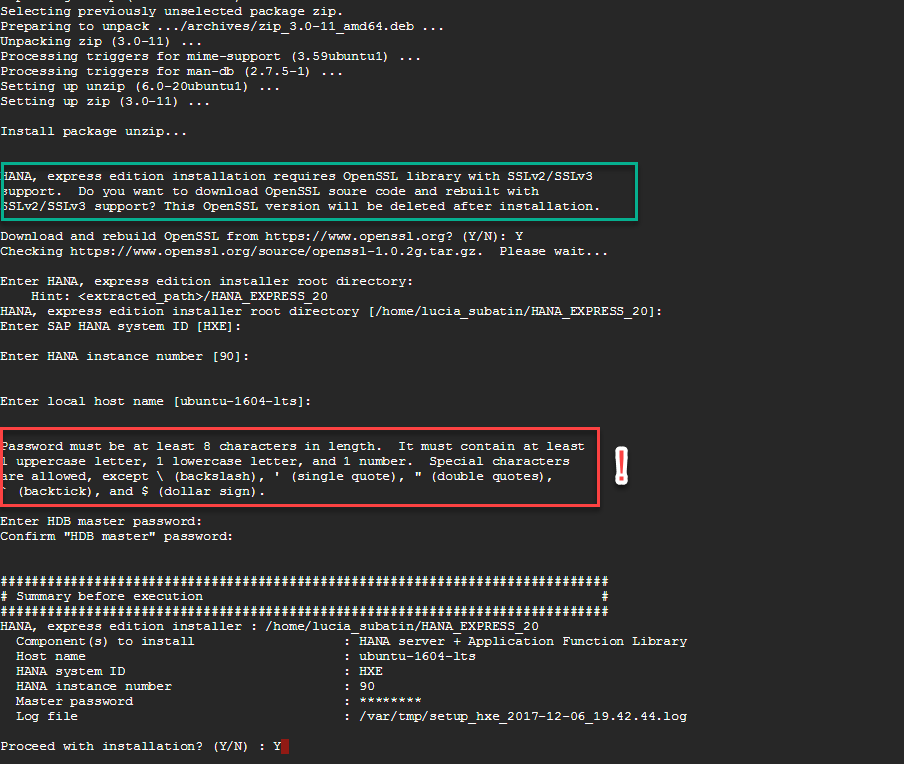 Selecting previously unselected package zip.
Preparing to unpack .../archives/zip_3.0-11_amd64.deb ...
Unpacking zip (3.0-11) ...
Processing triggers for mime-support (3.59ubuntu1) ...
Processing triggers for man-db (2.7.5-1) ...
Setting up unzip (6.0-20ubuntu1) ...
Setting up zip (3.0-11) ...
Install package unzip...
HANA, express edition installation requires OpenSSL library with SSLv2/SSLv3
support.  Do you want to download OpenSSL soure code and rebuilt with
SSLv2/SSLv3 support? This OpenSSL version will be deleted after installation.
Download and rebuild OpenSSL from https://www.openssl.org? (Y/N): Y
Checking https://www.openssl.org/source/openssl-1.0.2g.tar.gz.  Please wait...
Enter HANA, express edition installer root directory:
    Hint: <extracted_path>/HANA_EXPRESS_20
HANA, express edition installer root directory [/home/lucia_subatin/HANA_EXPRESS_20]:
Enter SAP HANA system ID [HXE]:
Enter HANA instance number [90]:
Enter local host name [ubuntu-1604-lts]:
Password must be at least 8 characters in length.  It must contain at least
1 uppercase letter, 1 lowercase letter, and 1 number.  Special characters
are allowed, except \ (backslash), ' (single quote), " (double quotes),
` (backtick), and $ (dollar sign).
Enter HDB master password:
Confirm "HDB master" password:
##############################################################################
# Summary before execution                                                   #
##############################################################################
HANA, express edition installer : /home/lucia_subatin/HANA_EXPRESS_20
  Component(s) to install                   : HANA server + Application Function Library
  Host name                                 : ubuntu-1604-lts
  HANA system ID                            : HXE
  HANA instance number                      : 90
  Master password                           : ********
  Log file                                  : /var/tmp/setup_hxe_2017-12-06_19.42.44.log
Proceed with installation? (Y/N) : Y